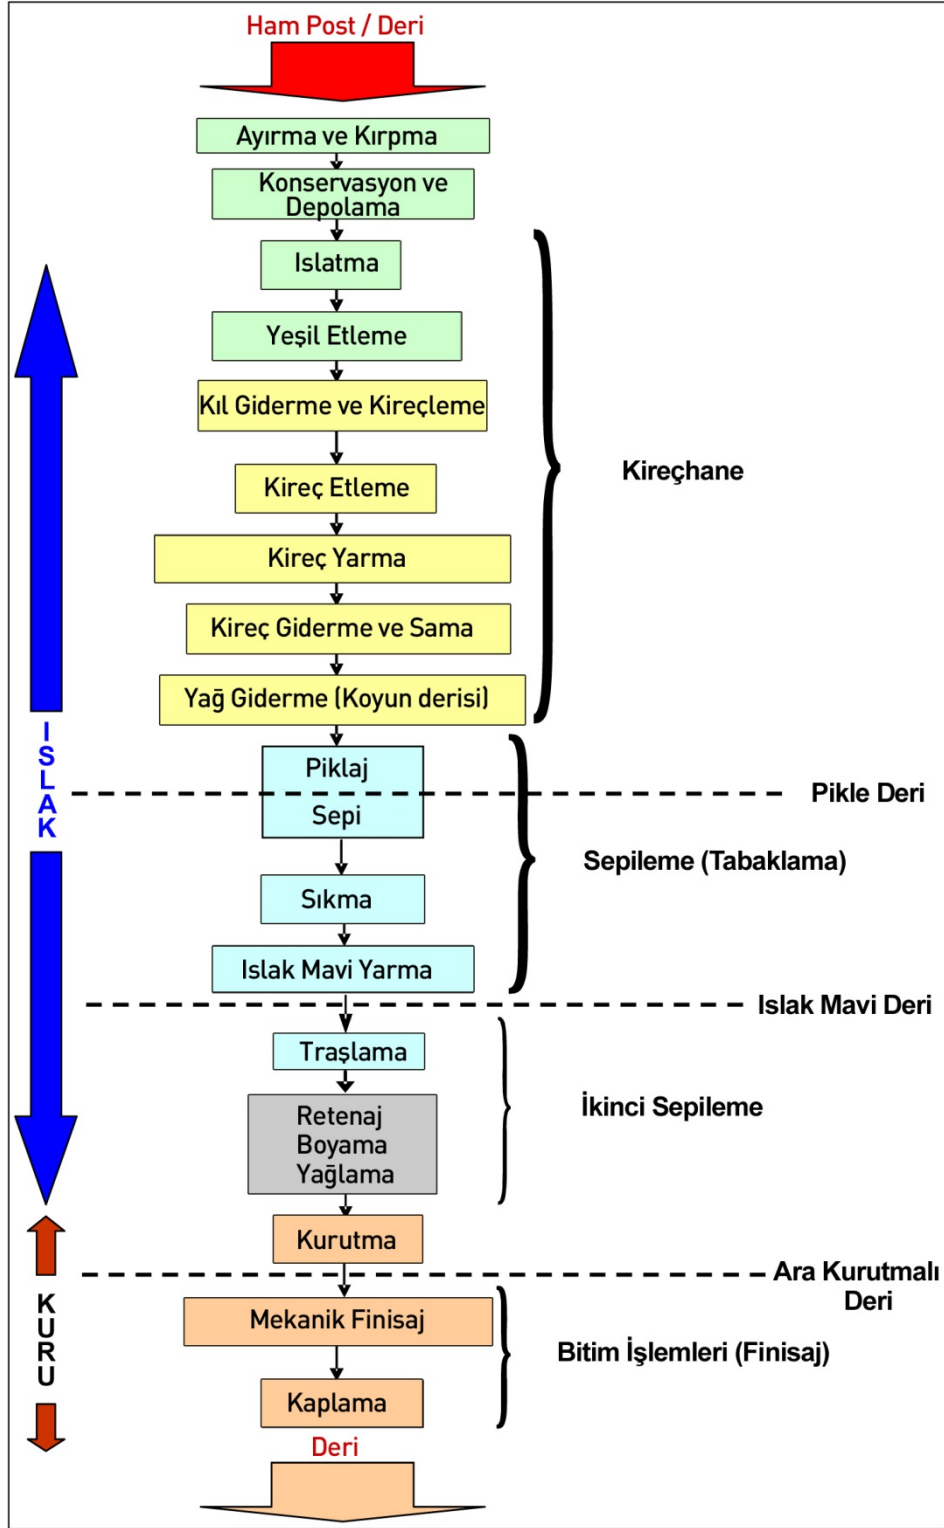 Ham Post / Deri
Ayırma ve Kırpma
Konservasyon ve
Depolama
Islatma
Yeşil Etleme
Kıl Giderme ve Kireçleme
Kireç Etleme
Kireçhane
Kireç Yarma
Kireç Giderme ve Sama
Yağ Giderme (Koyun derisi)
ISLAK
Piklaj
Pikle Deri
Sepi
Sepileme (Tabaklama)
Sıkma
Islak Mavi Yarma
Islak Mavi Deri
Traşlama
İkinci Sepileme
Retenaj
Boyama
Yağlama
Kurutma
Ara Kurutmalı
Deri
KURU
Mekanik Finisaj
Bitim İşlemleri (Finisaj)
Kaplama
Deri